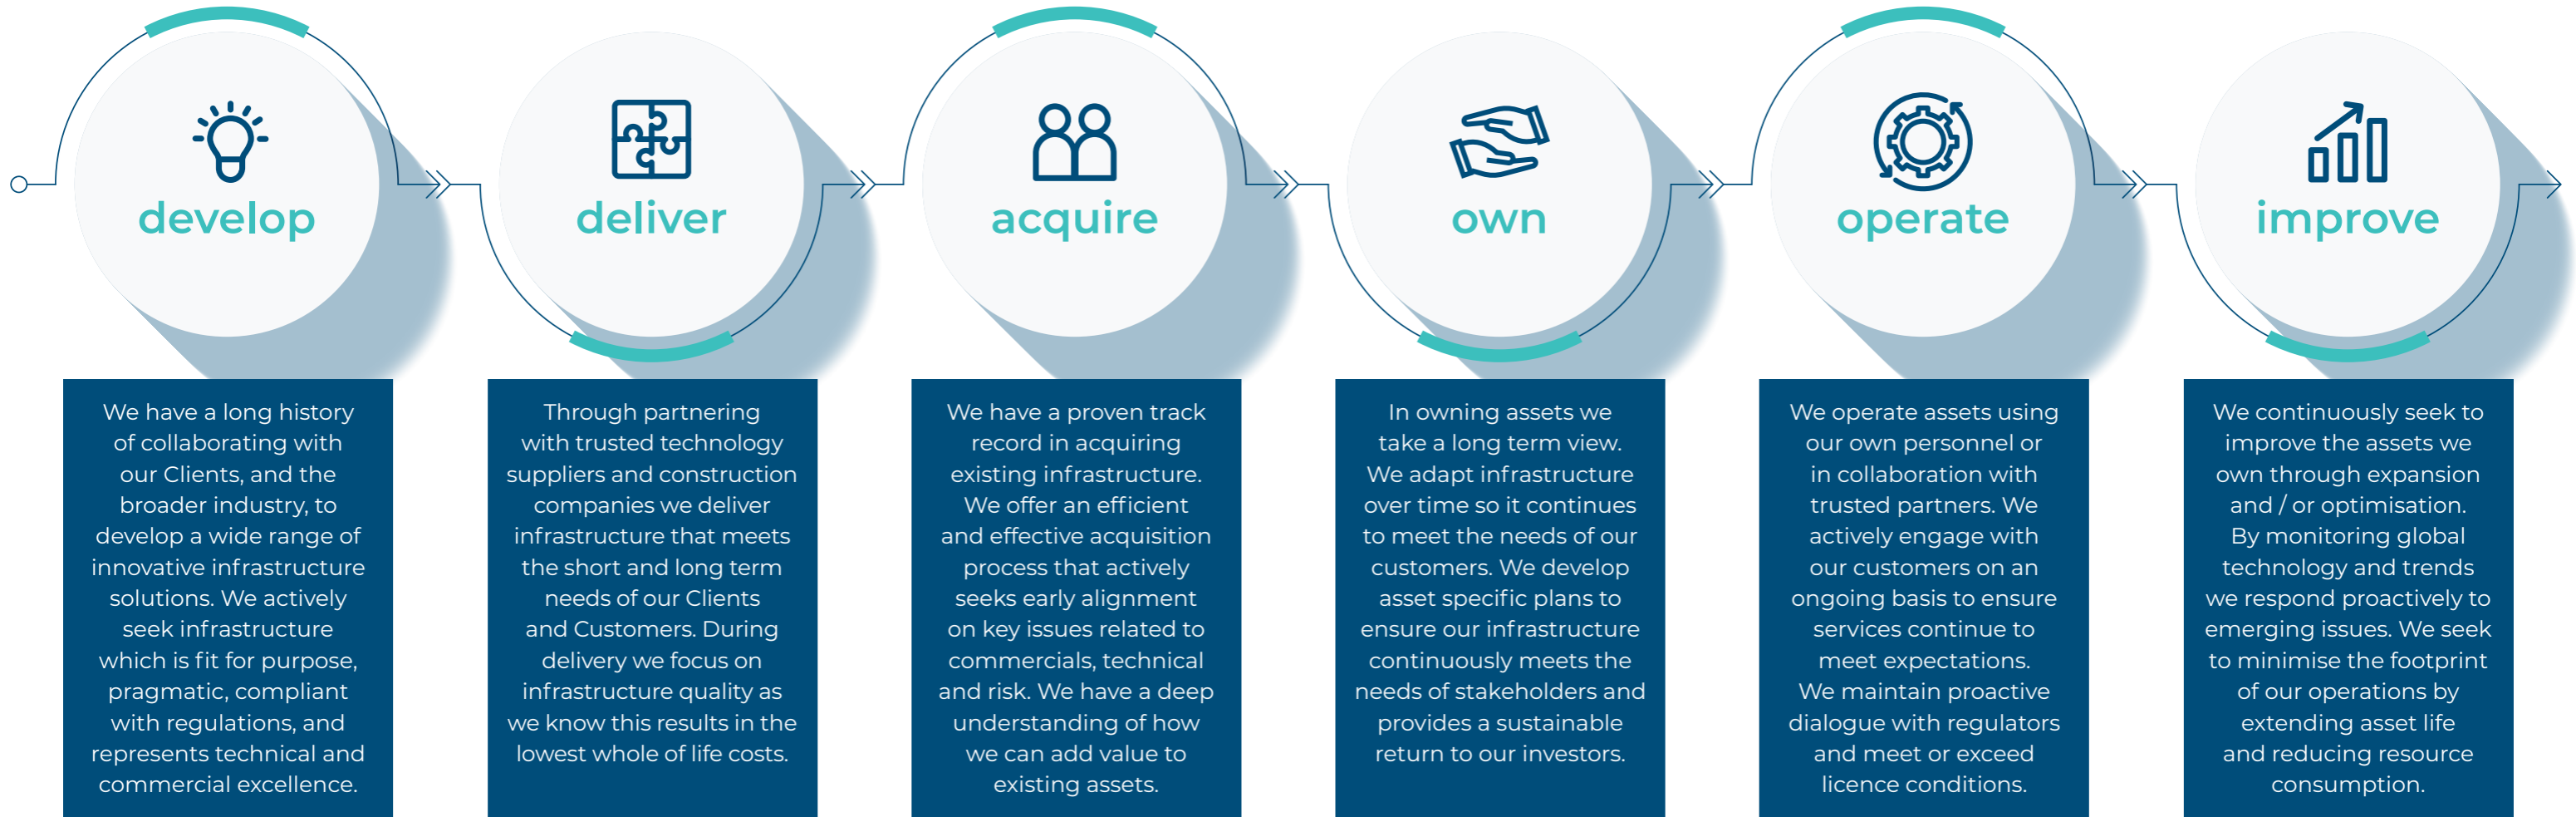 develop
We have a long history
of collaborating with
our Clients, and the
broader industry, to
develop a wide range of
innovative infrastructure
solutions. We actively
seek infrastructure
which is fit for purpose,
pragmatic, compliant
with regulations, and
represents technical and
commercial excellence.
deliver
Through partnering
with trusted technology
suppliers and construction
companies we deliver
infrastructure that meets
the short and long term
needs of our Clients
and Customers. During
delivery we focus on
infrastructure quality as
we know this results in the
lowest whole of life costs.
acquire
We have a proven track
record in acquiring
existing infrastructure.
We offer an efficient
and effective acquisition
process that actively
seeks early alignment
on key issues related to
commercials, technical
and risk. We have a deep
understanding of how
we can add value to
existing assets.
own
In owning assets we
take a long term view.
We adapt infrastructure
over time so it continues
to meet the needs of our
customers. We develop
asset specific plans to
ensure our infrastructure
continuously meets the
needs of stakeholders and
provides a sustainable
return to our investors.
operate
We operate assets using
our own personnel or
in collaboration with
trusted partners. We
actively engage with
our customers on an
ongoing basis to ensure
services continue to
meet expectations.
We maintain proactive
dialogue with regulators
and meet or exceed
licence conditions.
improve
We continuously seek to
improve the assets we
own through expansion
and / or optimisation.
By monitoring global
technology and trends
we respond proactively to
emerging issues. We seek
to minimise the footprint
of our operations by
extending asset life
and reducing resource
consumption.